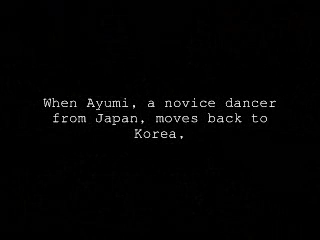 When Ayumi, a novice dancer
from Japan, moves back to
Korea,